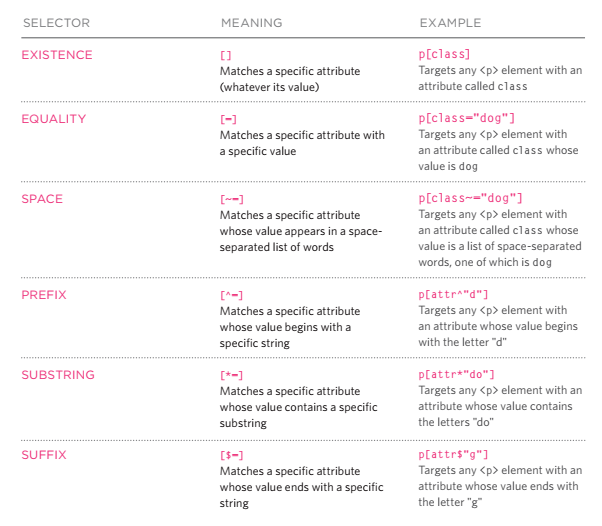 SELECTOR MEANING EXAMPLE
EXISTENCE [] p[class]
Matches a specific attribute Targets any <p> element with an
(whatever its value) attribute called class
EQUALITY [=] p[class="dog"]
Matches a specific attribute with Targets any <p> element with
a specific value an attribute called class whose
value is dog
SPACE [~=] p[class~="dog"]
Matches a specific attribute Targets any <p> element with
whose value appears in a space- an attribute called class whose
separated list of words value is a list of space-separated
words, one of which is dog
PREFIX [^=] p[attr^"d"]
Matches a specific attribute Targets any <p> element with
whose value begins with a an attribute whose value begins
specific string with the letter "d"
SUBSTRING [*=] p[attr*"do"]
Matches a specific attribute Targets any <p> element with an
whose value contains a specific attribute whose value contains
substring the letters "do"
SUFFIX [$=] p[attr$"g"]
Matches a specific attribute Targets any <p> element with an
whose value ends with a specific attribute whose value ends with
string the letter "g"